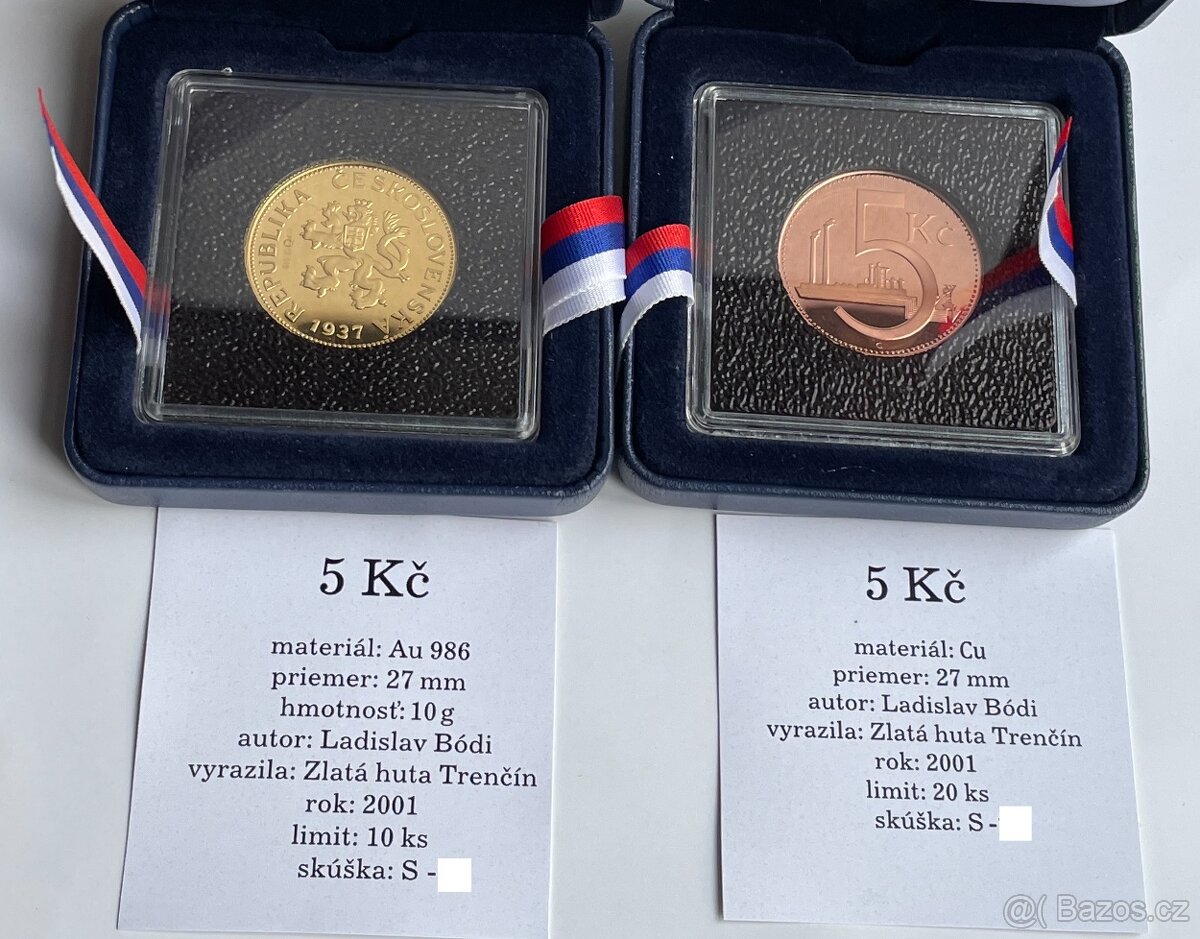 REPUBLIKA ČESKOSLOVENSKÁ
1937
5 Kč
C
5 Kč
materiál: Au 986
priemer: 27 mm
hmotnosť: 10 g
autor: Ladislav Bódi
vyrazila: Zlatá huta Trenčín
rok: 2001
limit: 10 ks
skúška: S -
5 Kč
materiál: Cu
priemer: 27 mm
autor: Ladislav Bódi
vyrazila: Zlatá huta Trenčín
rok: 2001
limit: 20 ks
skúška: S -
@( Bazos.cz